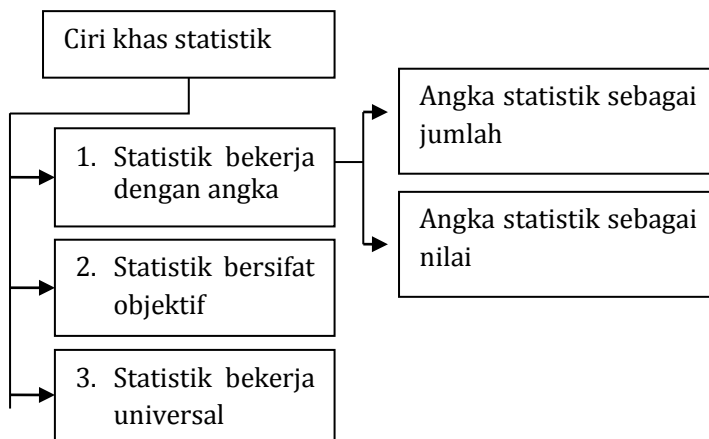 Ciri khas statistik
1. Statistik bekerja
dengan angka
2. Statistik bersifat
objektif
3. Statistik bekerja
universal
Angka statistik sebagai
jumlah
Angka statistik sebagai
nilai